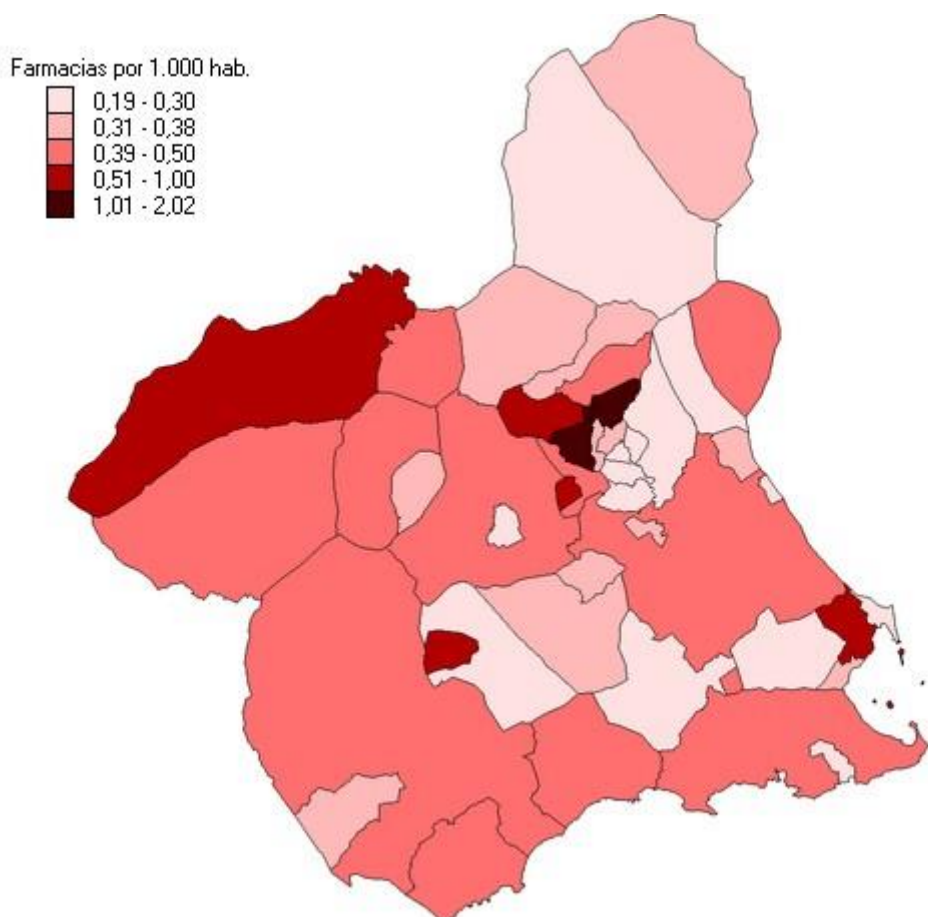 Farmacias por 1.000 hab.
0,19 - 0,30
0,31 - 0,38
0,39 - 0,50
0,51 - 1,00
1,01 - 2,02